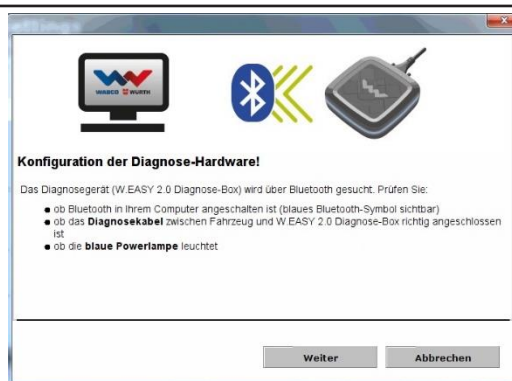 WABCO WURTH
Konfiguration der Diagnose-Hardware!
Das Diagnosegerät (W.EASY 2.0 Diagnose-Box) wird über Bluetooth gesucht. Prüfen Sie:
● ob Bluetooth in Ihrem Computer angeschalten ist (blaues Bluetooth-Symbol sichtbar)
● ob das Diagnosekabel zwischen Fahrzeug und W.EASY 2.0 Diagnose-Box richtig angeschlossen
ist
● ob die blaue Powerlampe leuchtet
Weiter Abbrechen